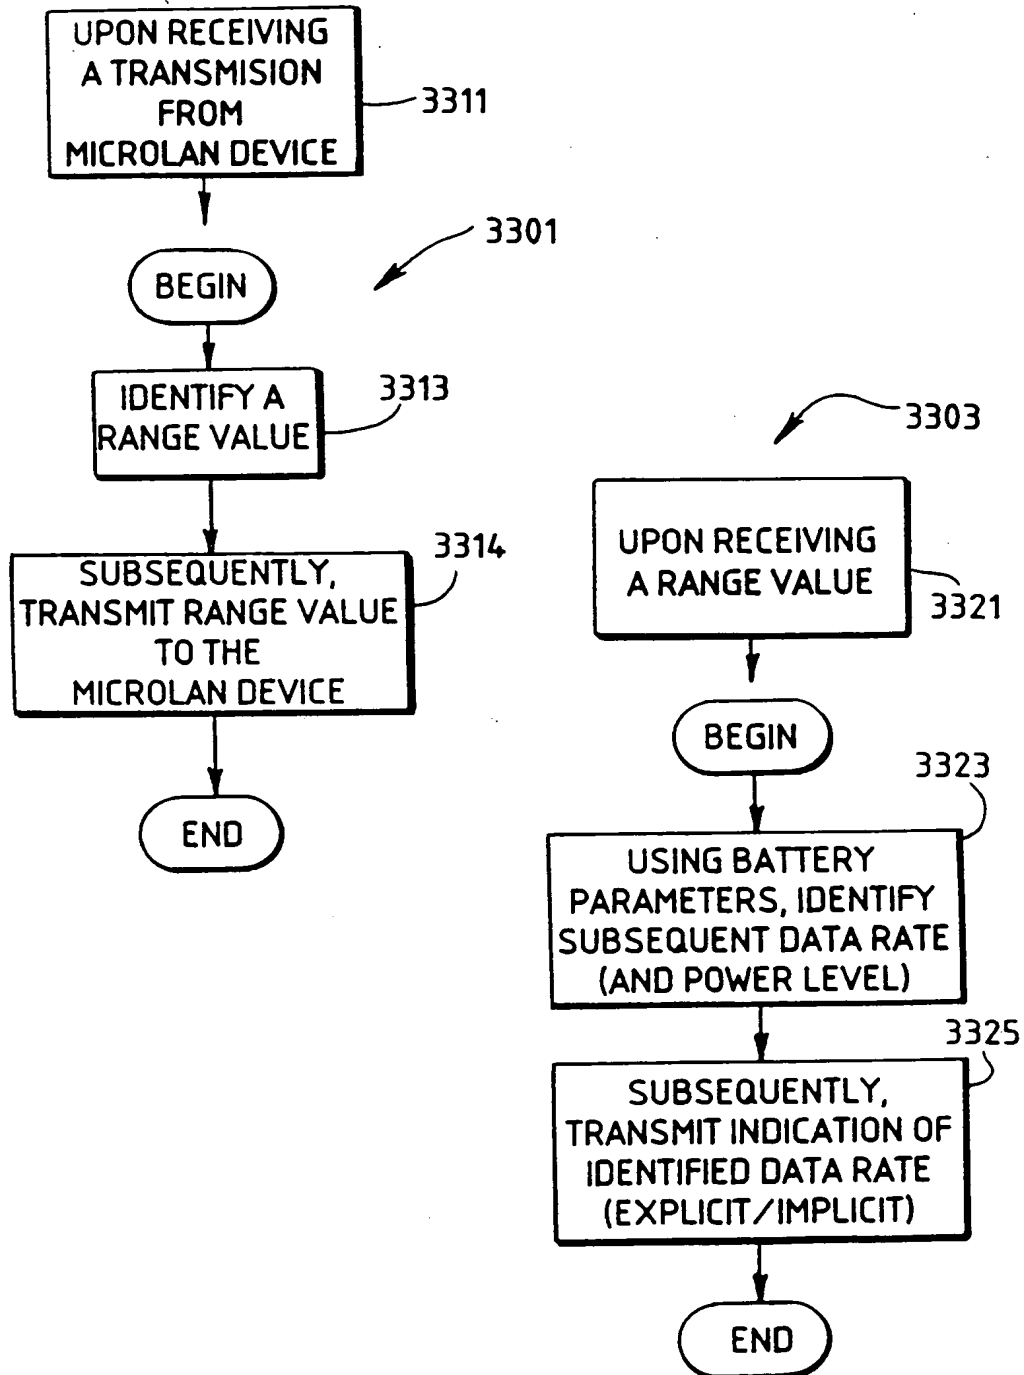 UPON RECEIVING
A TRANSMISION
FROM
MICROLAN DEVICE
3311
3301
BEGIN
IDENTIFY A
RANGE VALUE
3313
SUBSEQUENTLY,
TRANSMIT RANGE VALUE
TO THE
MICROLAN DEVICE
3314
END
3303
UPON RECEIVING
A RANGE VALUE
3321
BEGIN
3323
USING BATTERY
PARAMETERS, IDENTIFY
SUBSEQUENT DATA RATE
(AND POWER LEVEL)
3325
SUBSEQUENTLY,
TRANSMIT INDICATION OF
IDENTIFIED DATA RATE
(EXPLICIT/IMPLICIT)
END